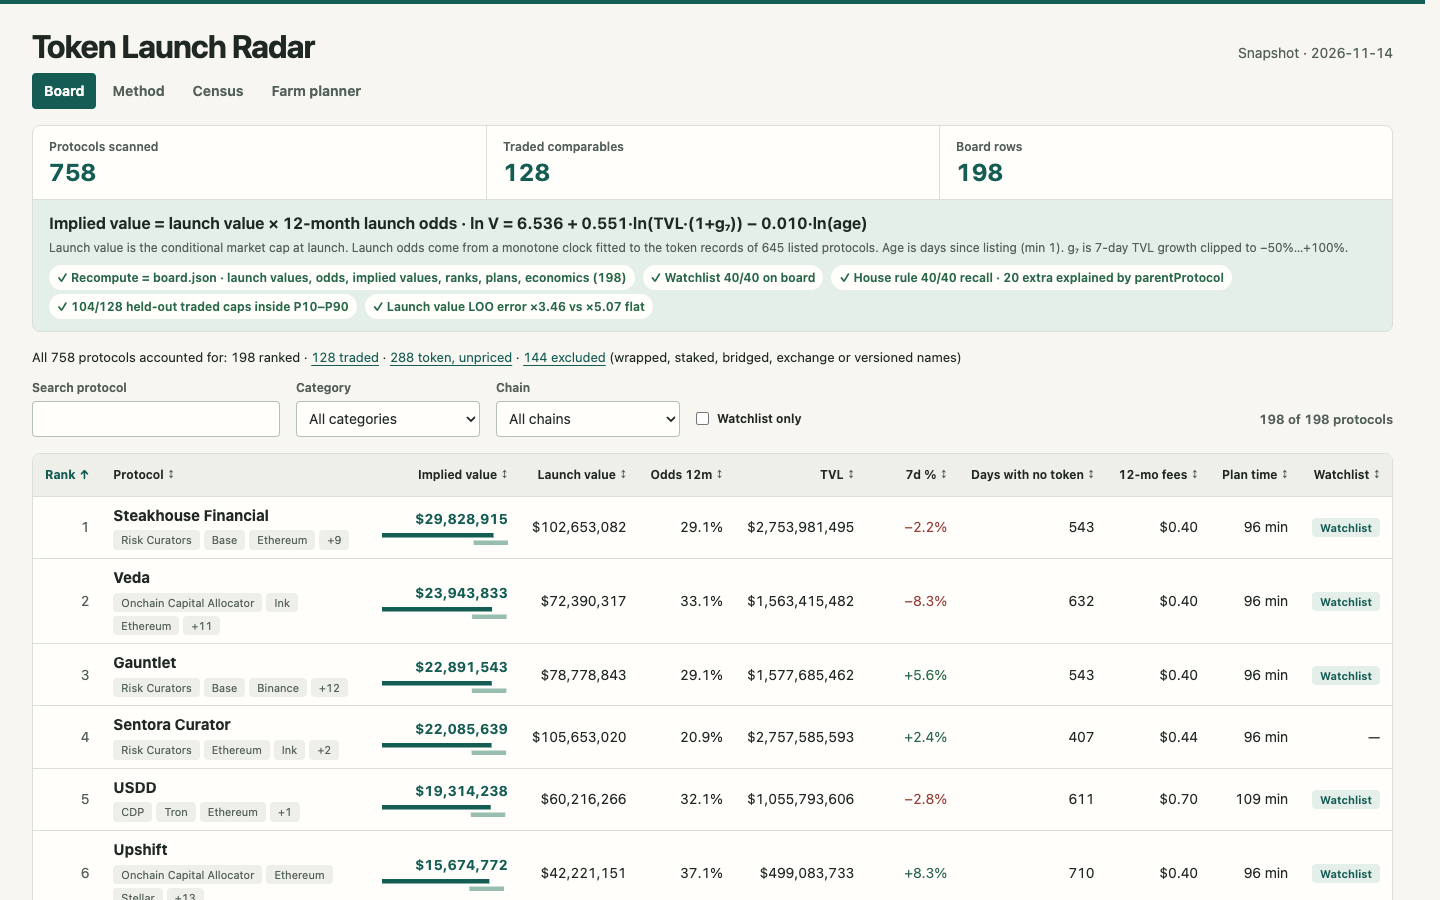 Token Launch Radar
Snapshot · 2026-11-14
Board Method Census Farm planner
Protocols scanned Traded comparables Board rows
758 128 198
Implied value = launch value × 12-month launch odds · ln V = 6.536 + 0.551·ln(TVL·(1+g₇)) − 0.010·ln(age)
Launch value is the conditional market cap at launch. Launch odds come from a monotone clock fitted to the token records of 645 listed protocols. Age is days since listing (min 1). g₇ is 7-day TVL growth clipped to −50%…+100%.
✓ Recompute = board.json · launch values, odds, implied values, ranks, plans, economics (198) ✓ Watchlist 40/40 on board ✓ House rule 40/40 recall · 20 extra explained by parentProtocol
✓ 104/128 held-out traded caps inside P10–P90 ✓ Launch value LOO error ×3.46 vs ×5.07 flat
All 758 protocols accounted for: 198 ranked · 128 traded · 288 token, unpriced · 144 excluded (wrapped, staked, bridged, exchange or versioned names)
Search protocol Category Chain
All categories All chains Watchlist only 198 of 198 protocols
Rank ↑ Protocol ↕ Implied value ↕ Launch value ↕ Odds 12m ↕ TVL ↕ 7d % ↕ Days with no token ↕ 12-mo fees ↕ Plan time ↕ Watchlist ↕
1 Steakhouse Financial $29,828,915 $102,653,082 29.1% $2,753,981,495 −2.2% 543 $0.40 96 min Watchlist
Risk Curators Base Ethereum +9
2 Veda $23,943,833 $72,390,317 33.1% $1,563,415,482 −8.3% 632 $0.40 96 min Watchlist
Onchain Capital Allocator Ink
Ethereum +11
3 Gauntlet $22,891,543 $78,778,843 29.1% $1,577,685,462 +5.6% 543 $0.40 96 min Watchlist
Risk Curators Base Binance +12
4 Sentora Curator $22,085,639 $105,653,020 20.9% $2,757,585,593 +2.4% 407 $0.44 96 min —
Risk Curators Ethereum Ink +2
5 USDD $19,314,238 $60,216,266 32.1% $1,055,793,606 −2.8% 611 $0.70 109 min Watchlist
CDP Tron Ethereum +1
6 Upshift $15,674,772 $42,221,151 37.1% $499,083,733 +8.3% 710 $0.40 96 min Watchlist
Onchain Capital Allocator Ethereum
Stellar +13